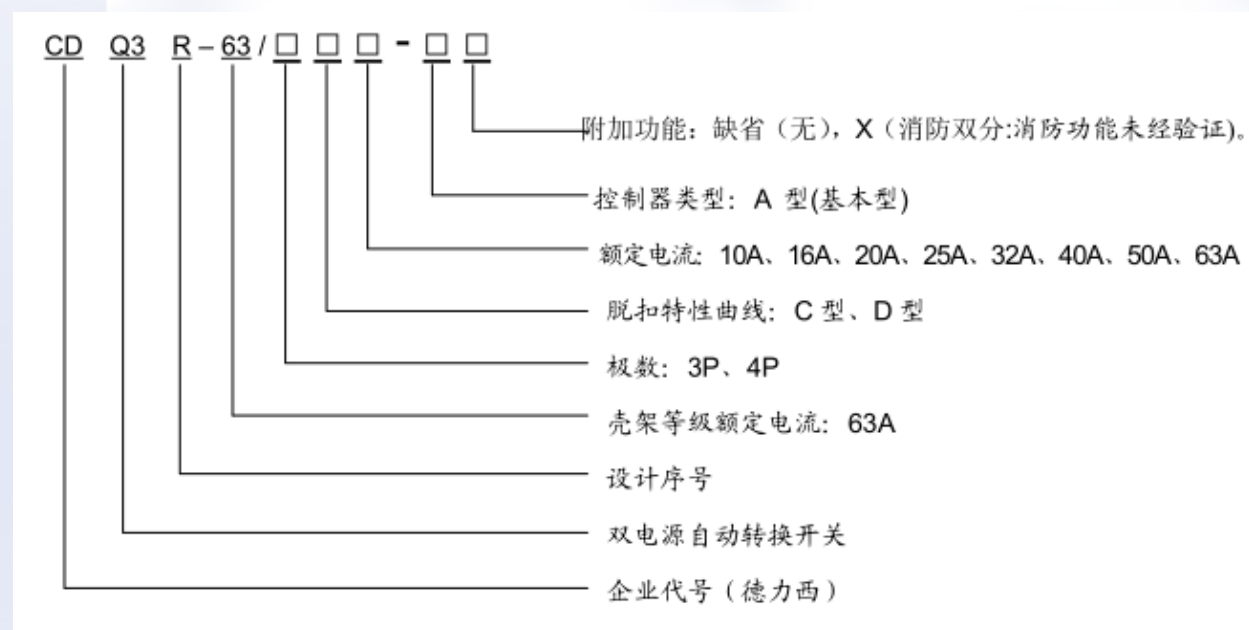 CD Q3 R – 63 / □ □ □ - □ □
附加功能：缺省（无），X（消防双分:消防功能未经验证)。
控制器类型：A 型(基本型)
额定电流: 10A、16A、20A、25A、32A、40A、50A、63A
脱扣特性曲线：C 型、D 型
极数：3P、4P
壳架等级额定电流：63A
设计序号
双电源自动转换开关
企业代号（德力西）